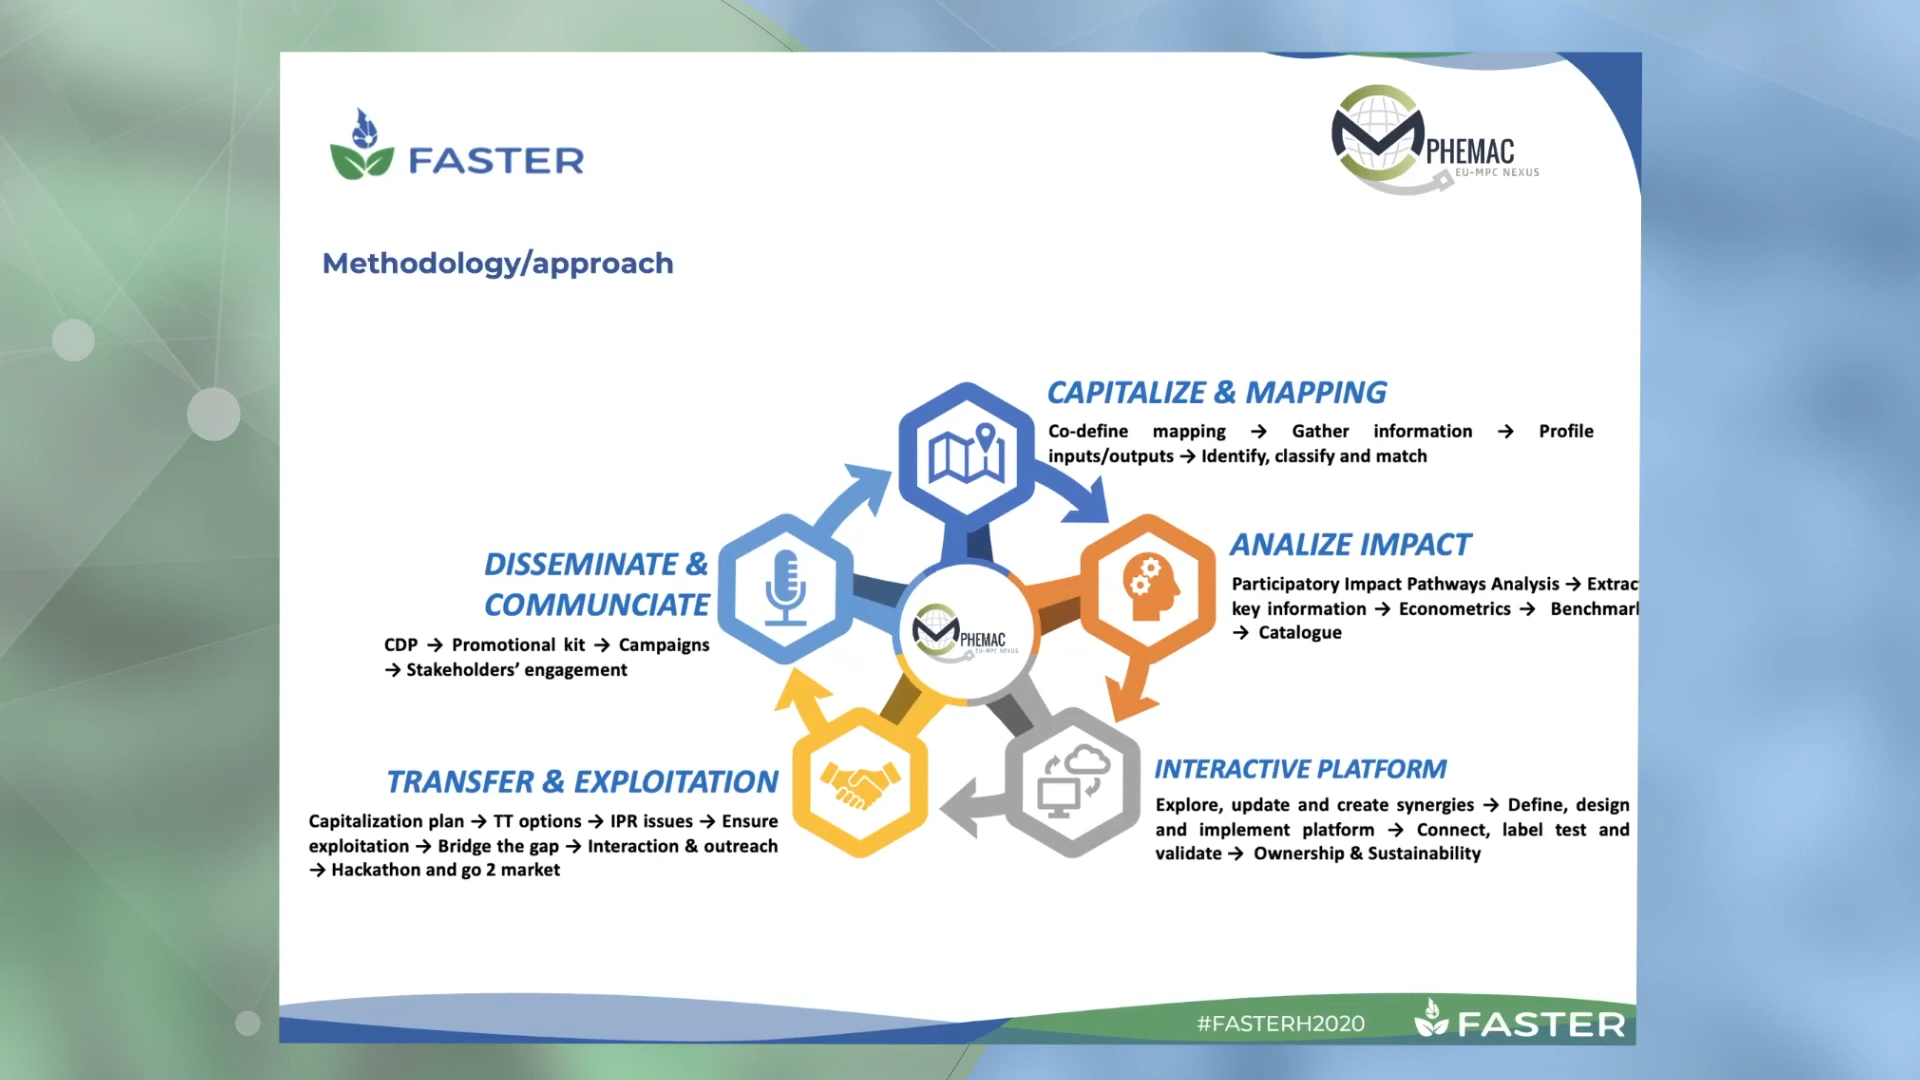 FASTER
PHEMAC
EU-MPC NEXUS
Methodology/approach
CAPITALIZE & MAPPING
Co-define mapping → Gather information → Profile
inputs/outputs → Identify, classify and match
ANALIZE IMPACT
Participatory Impact Pathways Analysis → Extrac
key information → Econometrics → Benchmark
→ Catalogue
DISSEMINATE &
COMMUNCIATE
CDP → Promotional kit → Campaigns
→ Stakeholders’ engagement
PHEMAC
EU-MPC NEXUS
TRANSFER & EXPLOITATION
Capitalization plan → TT options → IPR issues → Ensure
exploitation → Bridge the gap → Interaction & outreach
→ Hackathon and go 2 market
INTERACTIVE PLATFORM
Explore, update and create synergies → Define, design
and implement platform → Connect, label test and
validate → Ownership & Sustainability
#FASTERH2020
FASTER